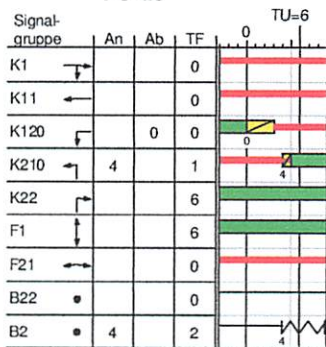 TU=6
Signal-
gruppe An Ab TF 0
K1 0
K11 0
K120 0 0 0
K210 4 1 4
K22 6
F1 6
F21 0
B22 0
B2 4 2 4